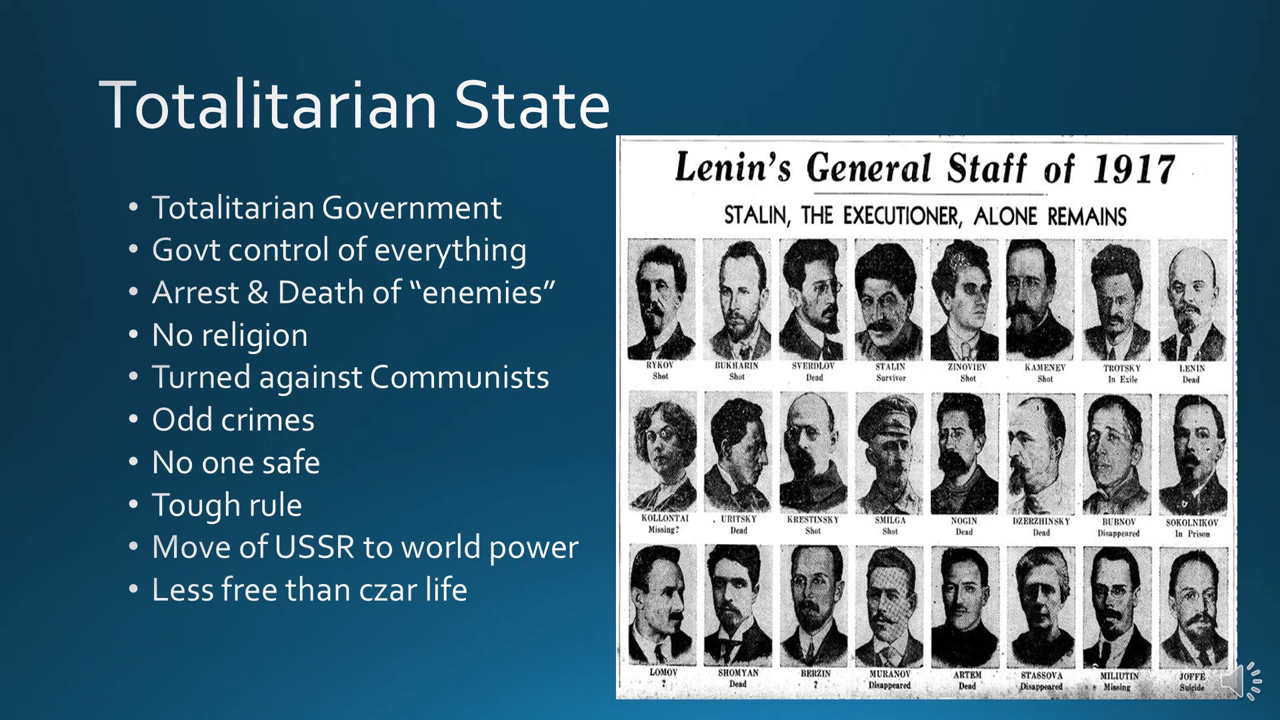 Totalitarian State
• Totalitarian Government
• Govt control of everything
• Arrest & Death of “enemies”
• No religion
• Turned against Communists
• Odd crimes
• No one safe
• Tough rule
• Move of USSR to world power
• Less free than czar life
Lenin's General Staff of 1917
STALIN, THE EXECUTIONER, ALONE REMAINS
RYKOV BUKHARIN SVERDLOV STALIN ZINOVIEV KAMENEV TROTSKY LENIN
Shot Shot Dead Survivor Shot Shot In Exile Dead
KOLLONTAI URITSKY KRESTINSKY SMILGA NOGIN DZERZHINSKY BUBNOV SOKOLNIKOV
Missing? Dead Shot Shot Dead Dead Disappeared In Prison
LOMOV SHOMYAN BERZIN MURANOV ARTEM STASSOVA MILIUTIN JOFFE
? Dead ? Disappeared Dead Disappeared Missing Suicide